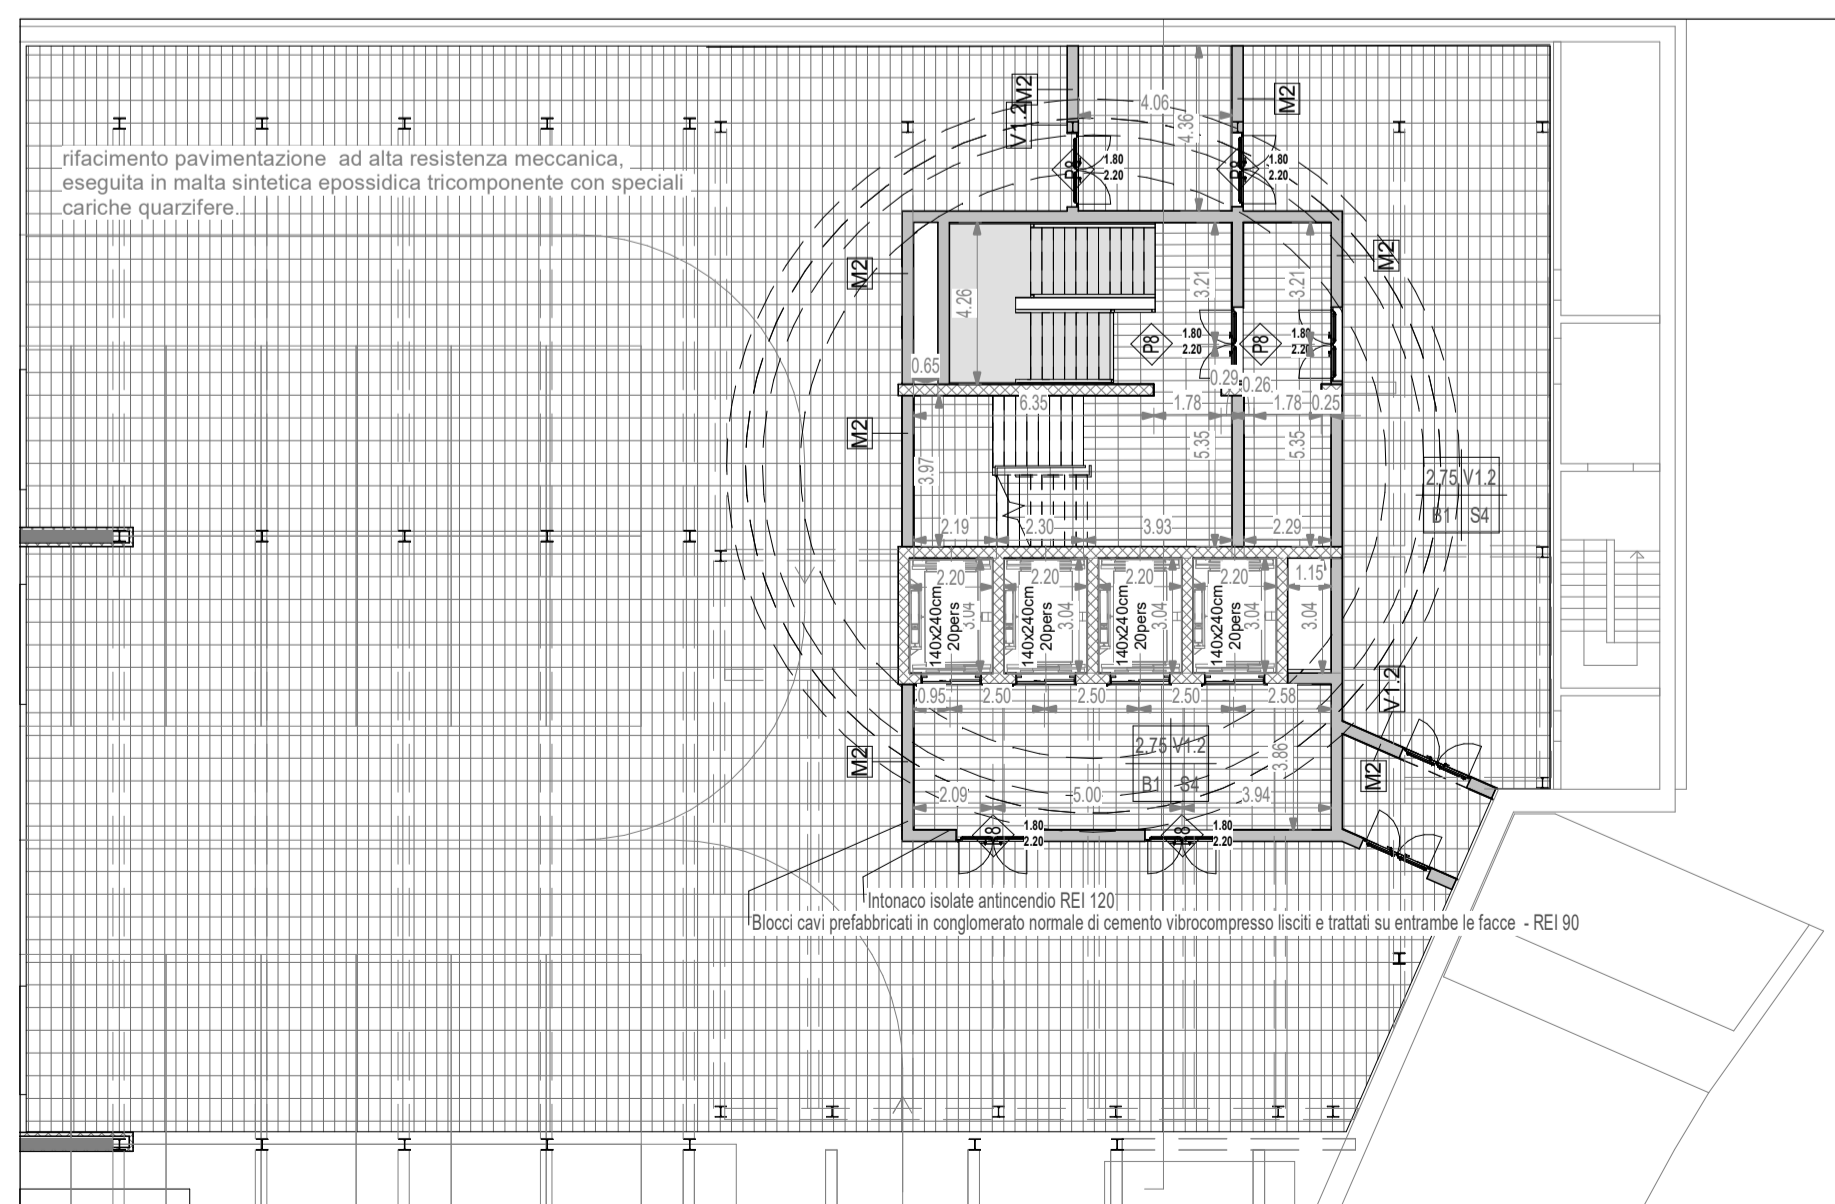 rifacimento pavimentazione ad alta resistenza meccanica,
eseguita in malta sintetica epossidica tricomponente con speciali
cariche quarzifere.
M2
V1.2
4.06
4.36
M2
P8
1.80
2.20
P8
1.80
2.20
M2
M2
4.26
3.21
3.21
P8
1.80
2.20
P8
1.80
2.20
0.65
0.29
0.26
6.35
1.78
1.78
0.25
M2
3.97
5.35
5.35
2.75 V1.2
B1 S4
2.19
2.30
3.93
2.29
2.20
2.20
2.20
2.20
1.15
140x240cm
20pers
3.04
140x240cm
20pers
3.04
140x240cm
20pers
3.04
140x240cm
20pers
3.04
3.04
0.95
2.50
2.50
2.50
2.58
V1.2
M2
2.75 V1.2
B1 S4
3.86
M2
2.09
5.00
3.94
P8
1.80
2.20
P8
1.80
2.20
Intonaco isolate antincendio REI 120
Blocci cavi prefabbricati in conglomerato normale di cemento vibrocompresso lisciti e trattati su entrambe le facce - REI 90